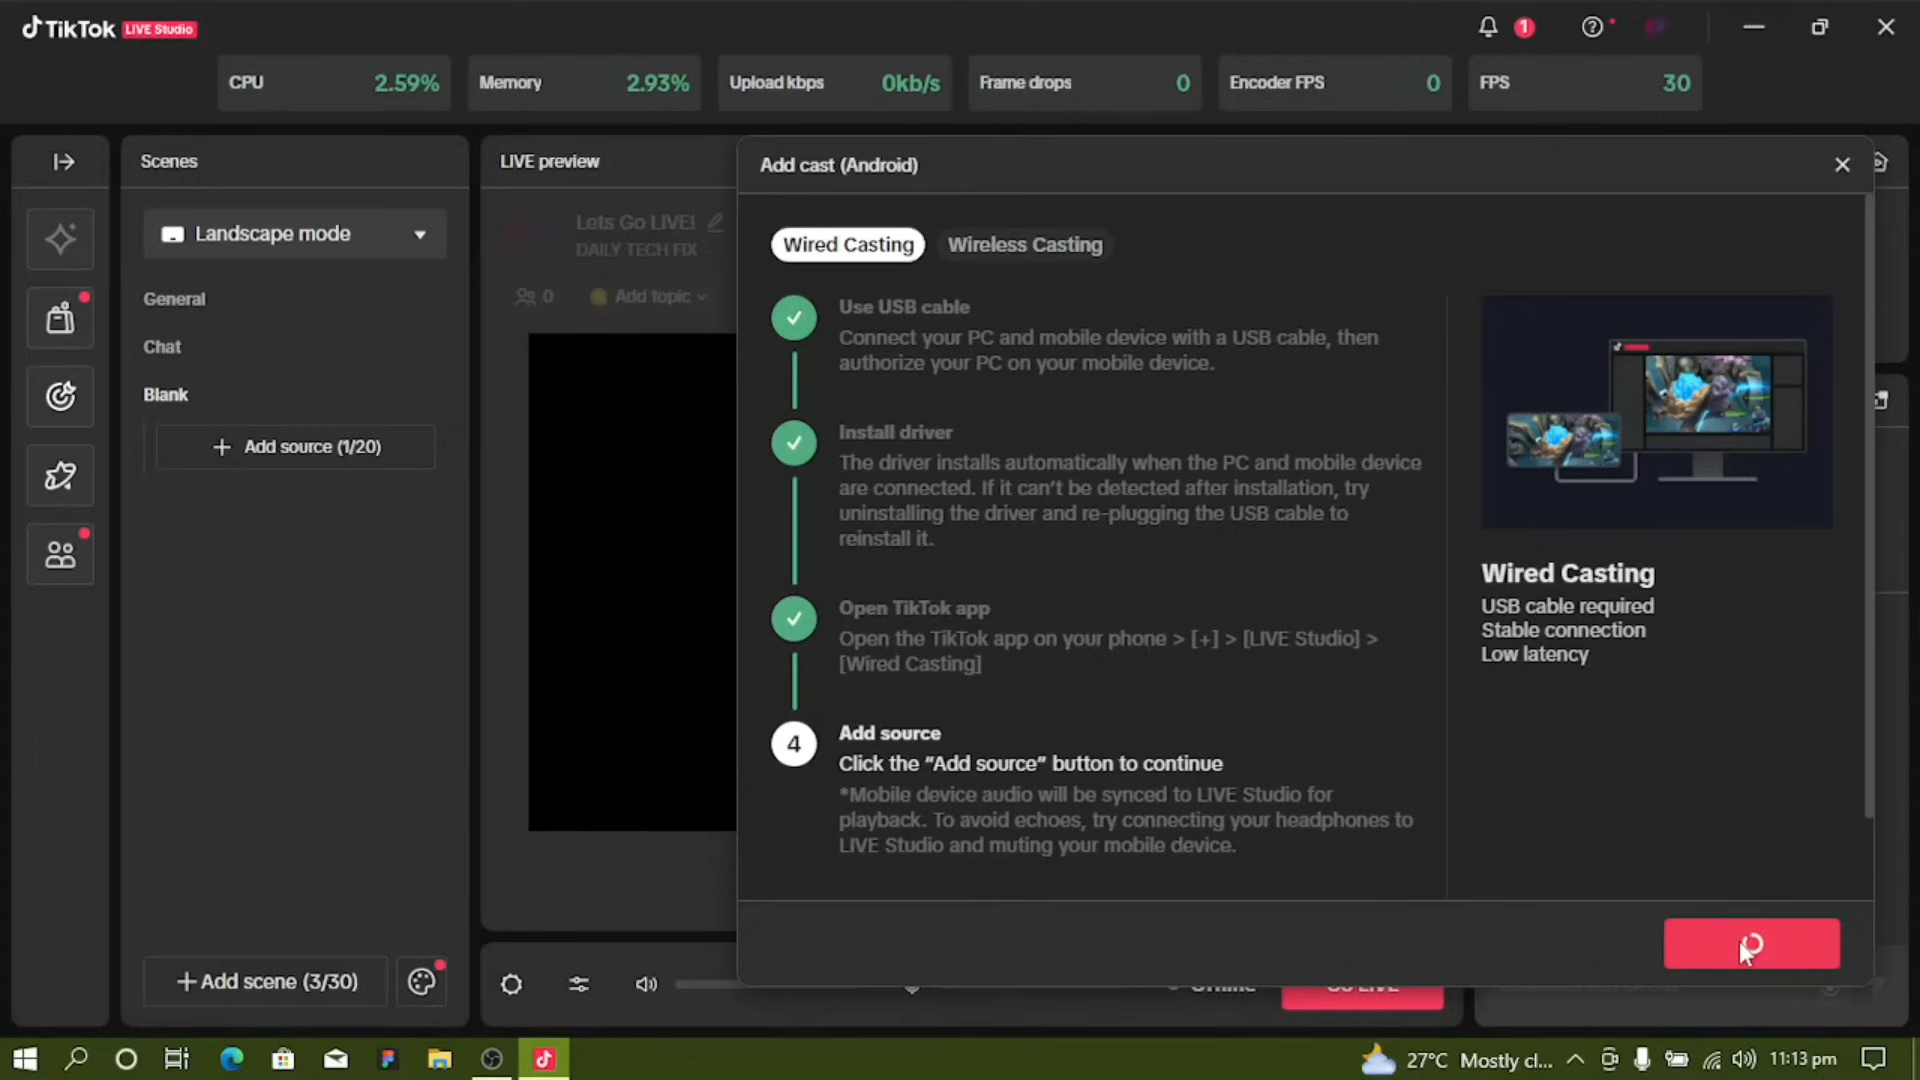 TikTok LIVE Studio
1
CPU 2.59%
Memory 2.93%
Upload kbps 0kb/s
Frame drops 0
Encoder FPS 0
FPS 30
Scenes
Landscape mode
General
Chat
Blank
+ Add source (1/20)
+ Add scene (3/30)
LIVE preview
Lets Go LIVE!
DAILY TECH FIX
0
Add topic
Add cast (Android)
Wired Casting
Wireless Casting
Use USB cable
Connect your PC and mobile device with a USB cable, then
authorize your PC on your mobile device.
Install driver
The driver installs automatically when the PC and mobile device
are connected. If it can't be detected after installation, try
uninstalling the driver and re-plugging the USB cable to
reinstall it.
Open TikTok app
Open the TikTok app on your phone > [+] > [LIVE Studio] >
[Wired Casting]
4
Add source
Click the “Add source” button to continue
*Mobile device audio will be synced to LIVE Studio for
playback. To avoid echoes, try connecting your headphones to
LIVE Studio and muting your mobile device.
Wired Casting
USB cable required
Stable connection
Low latency
Offline
GO LIVE
27°C Mostly cl...
11:13 pm